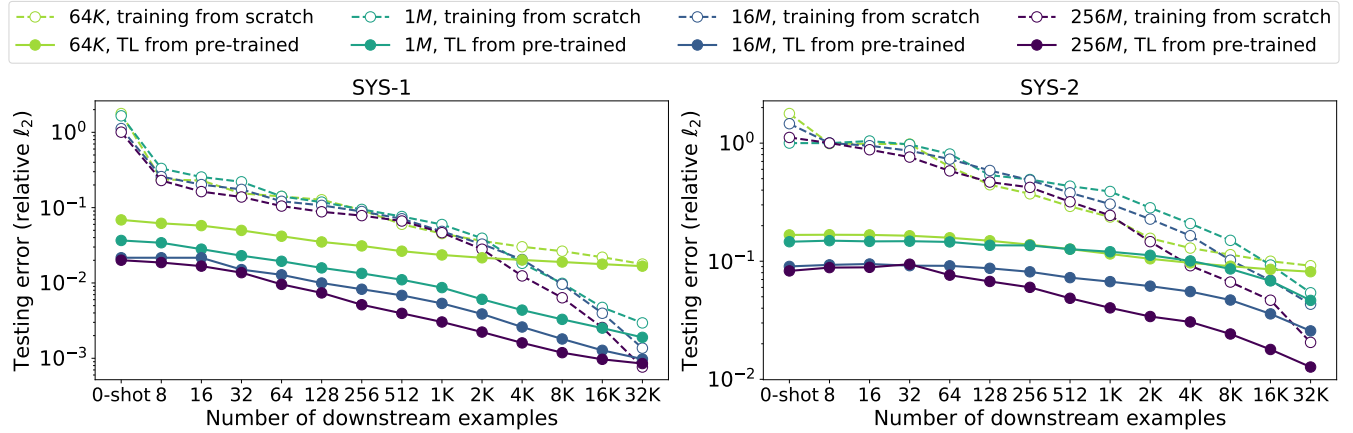 64K, training from scratch 1M, training from scratch 16M, training from scratch 256M, training from scratch
64K, TL from pre-trained 1M, TL from pre-trained 16M, TL from pre-trained 256M, TL from pre-trained
SYS-1
Testing error (relative ℓ₂)
10⁰
10⁻¹
10⁻²
10⁻³
0-shot 8 16 32 64 128 256 512 1K 2K 4K 8K 16K 32K
Number of downstream examples
SYS-2
Testing error (relative ℓ₂)
10⁰
10⁻¹
10⁻²
0-shot 8 16 32 64 128 256 512 1K 2K 4K 8K 16K 32K
Number of downstream examples